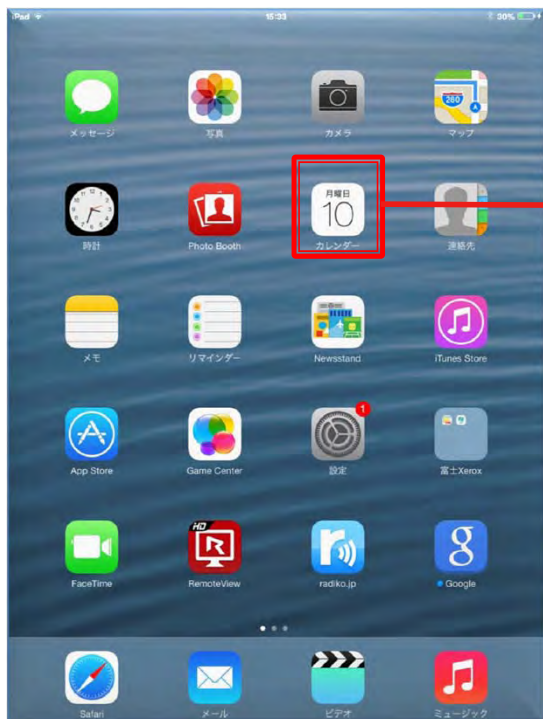 iPad 15:33 30%
280
メッセージ 写真 カメラ マップ
月曜日
10
時計 Photo Booth カレンダー 連絡先
メモ リマインダー Newsstand iTunes Store
1
App Store Game Center 設定 富士Xerox
HD
R r 8
FaceTime RemoteView radiko.jp Google
Safari メール ビデオ ミュージック